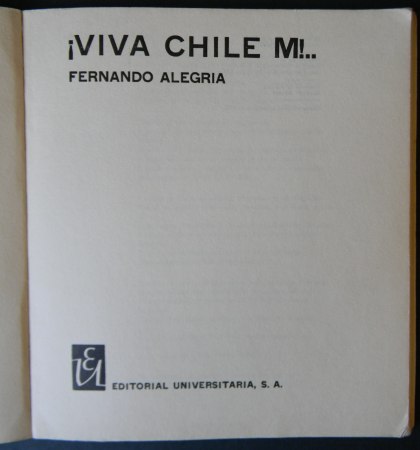 ¡VIVA CHILE M!..
FERNANDO ALEGRIA
EDITORIAL UNIVERSITARIA, S. A.